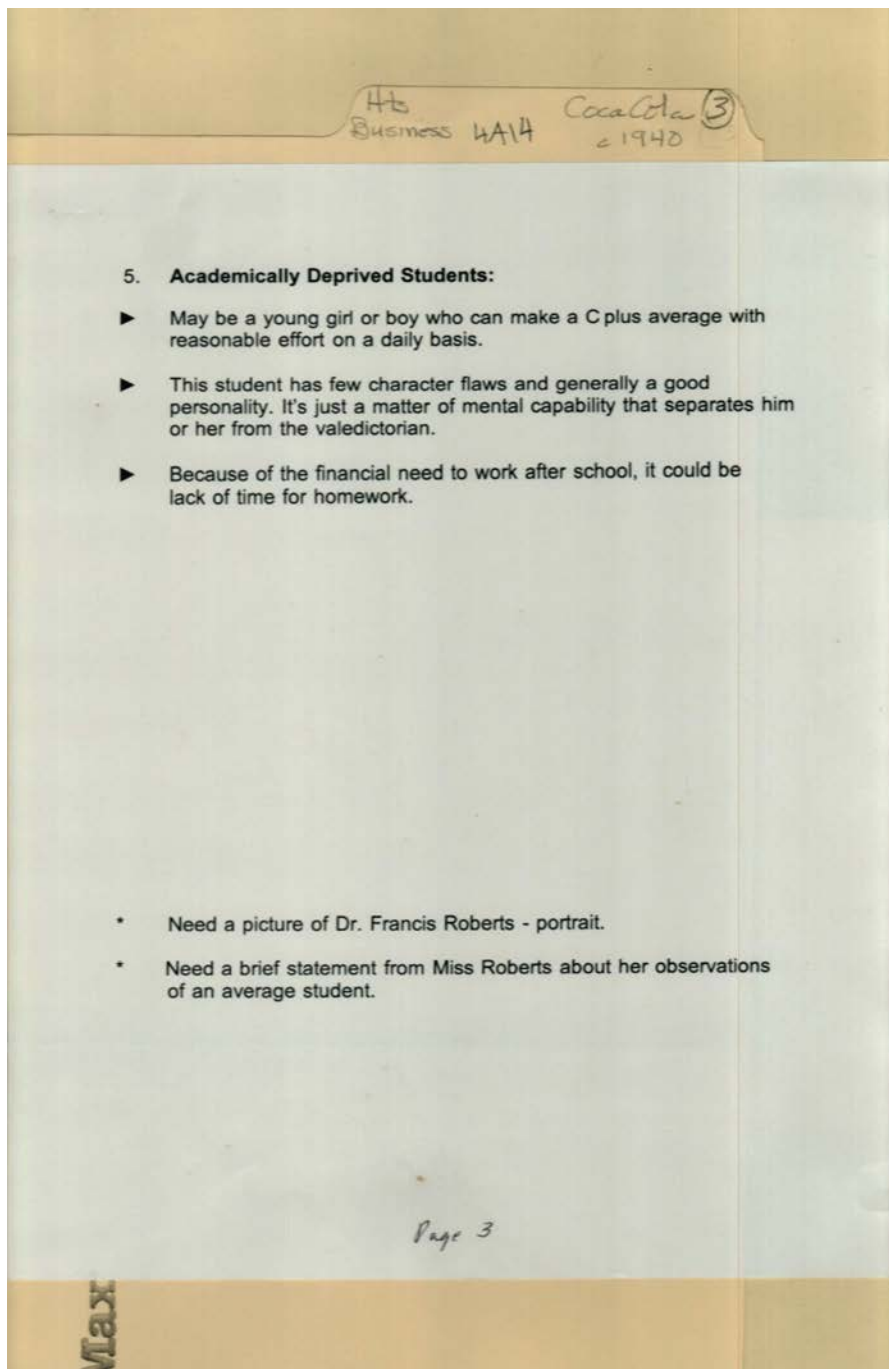 Hts CocaCola 3
Business 4A14 c 1940
5. Academically Deprived Students:
► May be a young girl or boy who can make a C plus average with
reasonable effort on a daily basis.
► This student has few character flaws and generally a good
personality. It's just a matter of mental capability that separates him
or her from the valedictorian.
► Because of the financial need to work after school, it could be
lack of time for homework.
* Need a picture of Dr. Francis Roberts - portrait.
* Need a brief statement from Miss Roberts about her observations
of an average student.
Page 3
Max